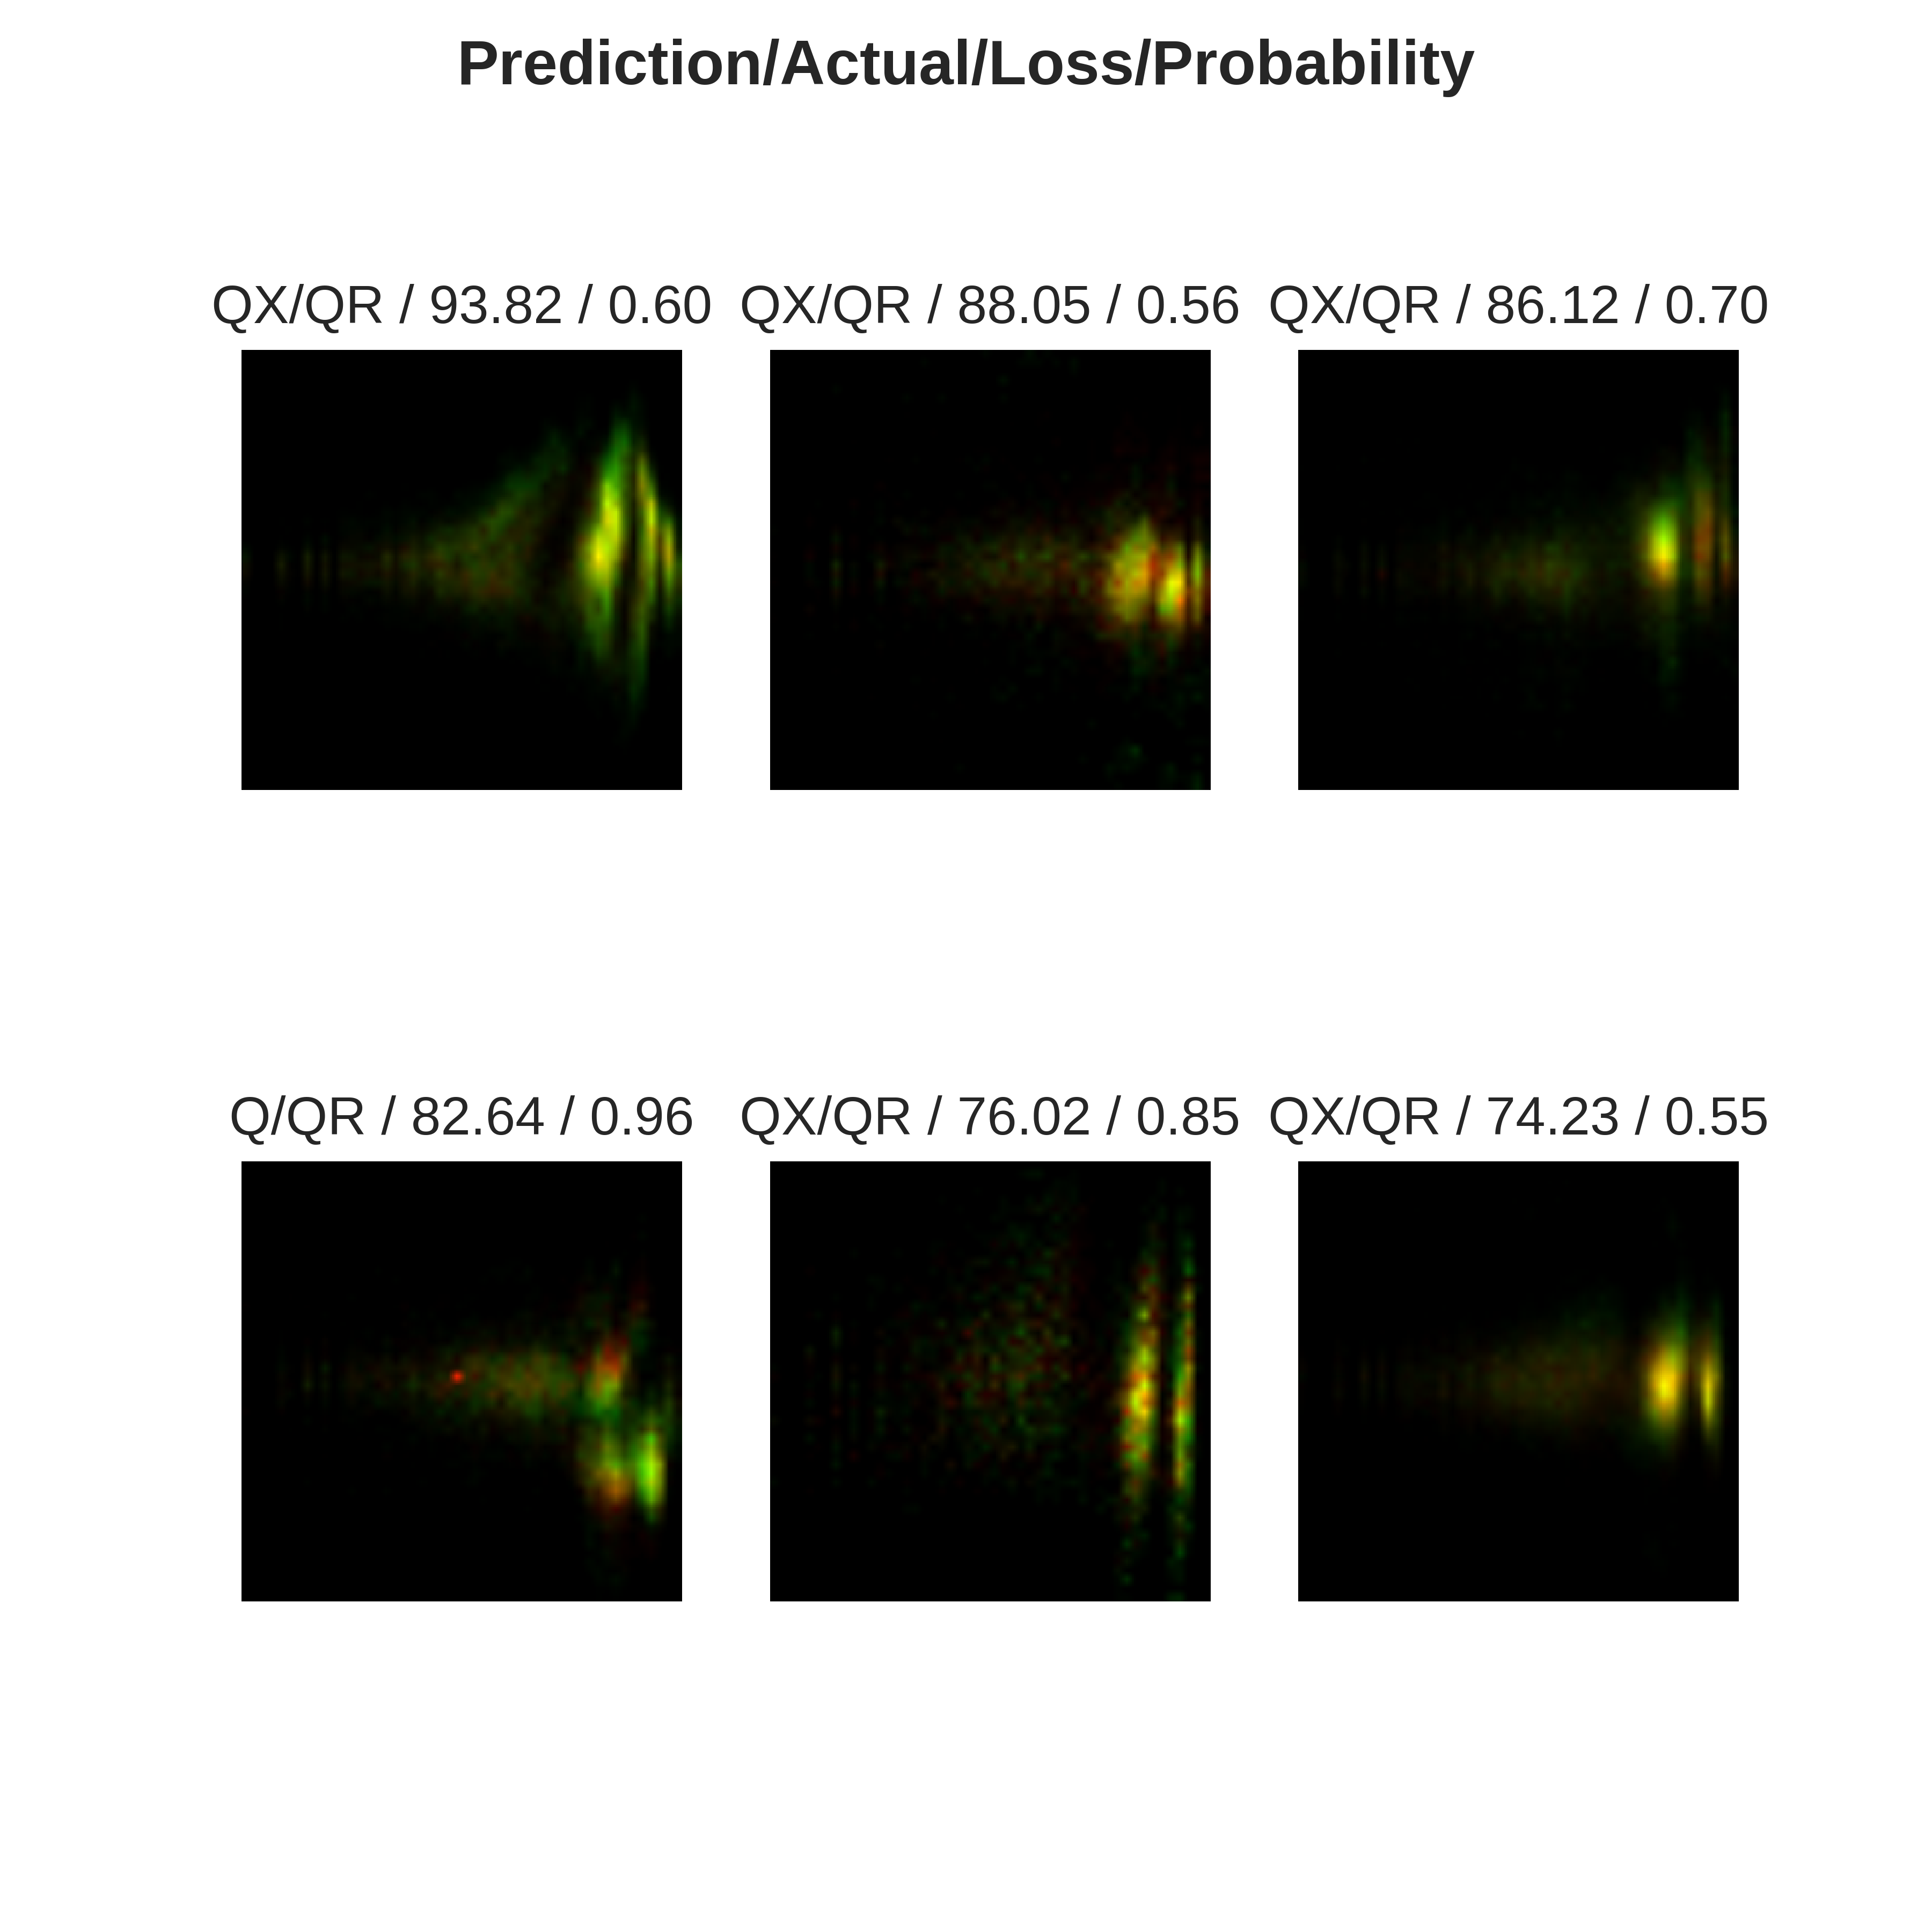 Prediction/Actual/Loss/Probability
QX/QR / 93.82 / 0.60
QX/QR / 88.05 / 0.56
QX/QR / 86.12 / 0.70
Q/QR / 82.64 / 0.96
QX/QR / 76.02 / 0.85
QX/QR / 74.23 / 0.55